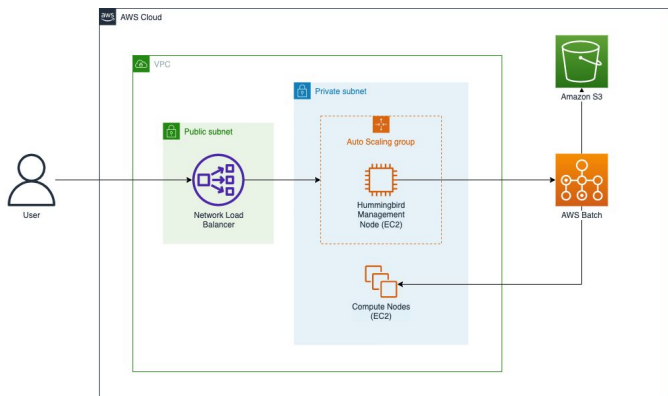 aws
AWS Cloud
VPC
Amazon S3
Private subnet
Public subnet
Auto Scaling group
User
Network Load
Balancer
Hummingbird
Management
Node (EC2)
AWS Batch
Compute Nodes
(EC2)